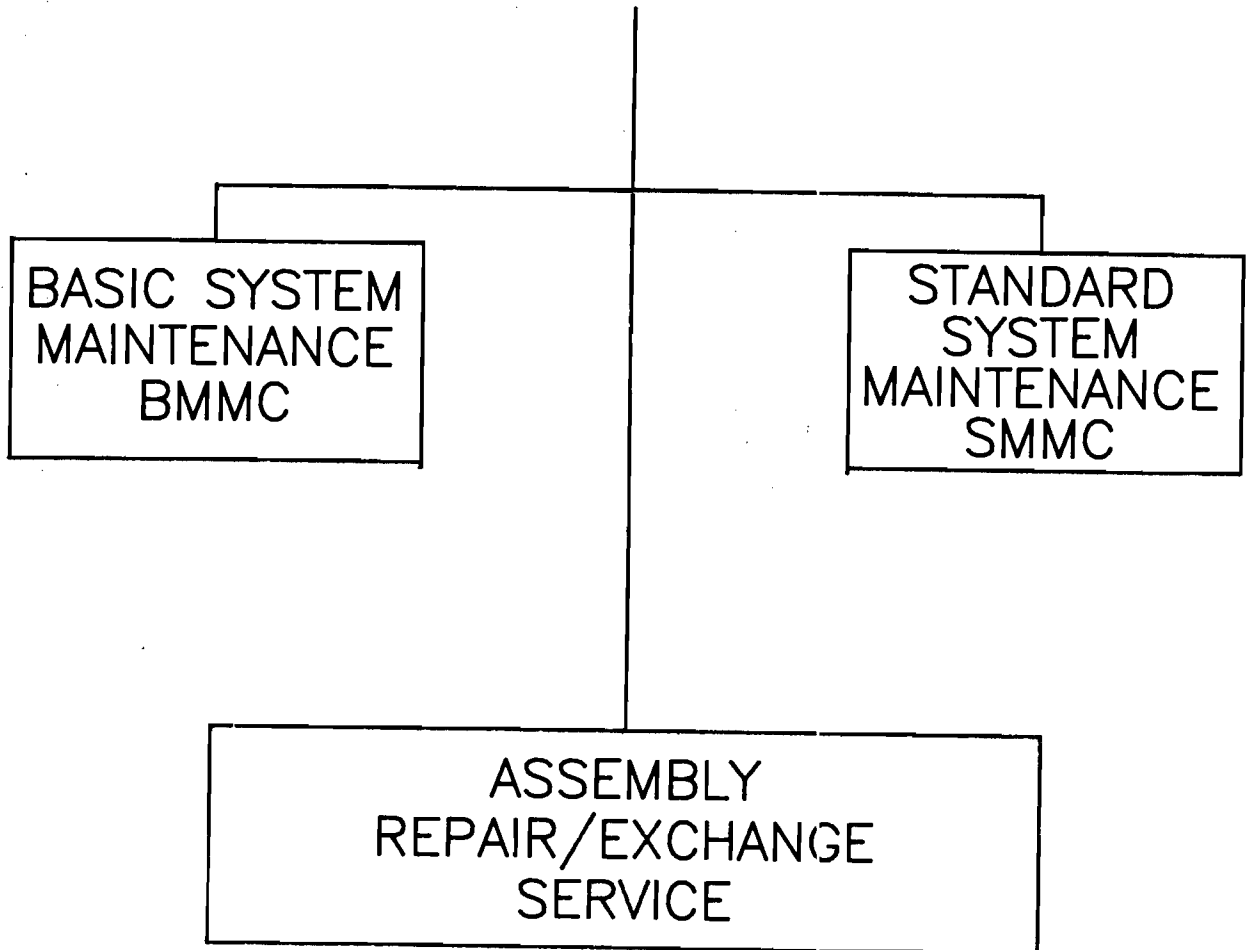 BASIC SYSTEM
MAINTENANCE
BMMC
STANDARD
SYSTEM
MAINTENANCE
SMMC
ASSEMBLY
REPAIR/EXCHANGE
SERVICE